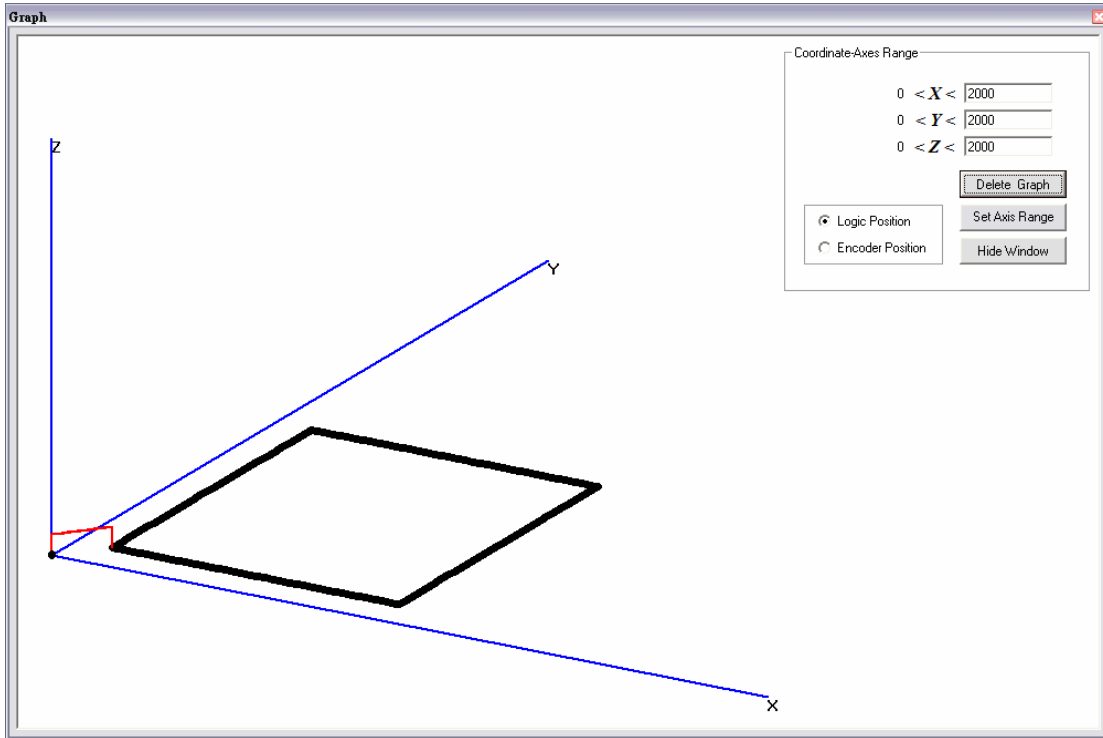 Graph
Coordinate-Axes Range
0 < X < 2000
0 < Y < 2000
0 < Z < 2000
Delete Graph
Logic Position
Set Axis Range
Encoder Position
Hide Window
Z
Y
X